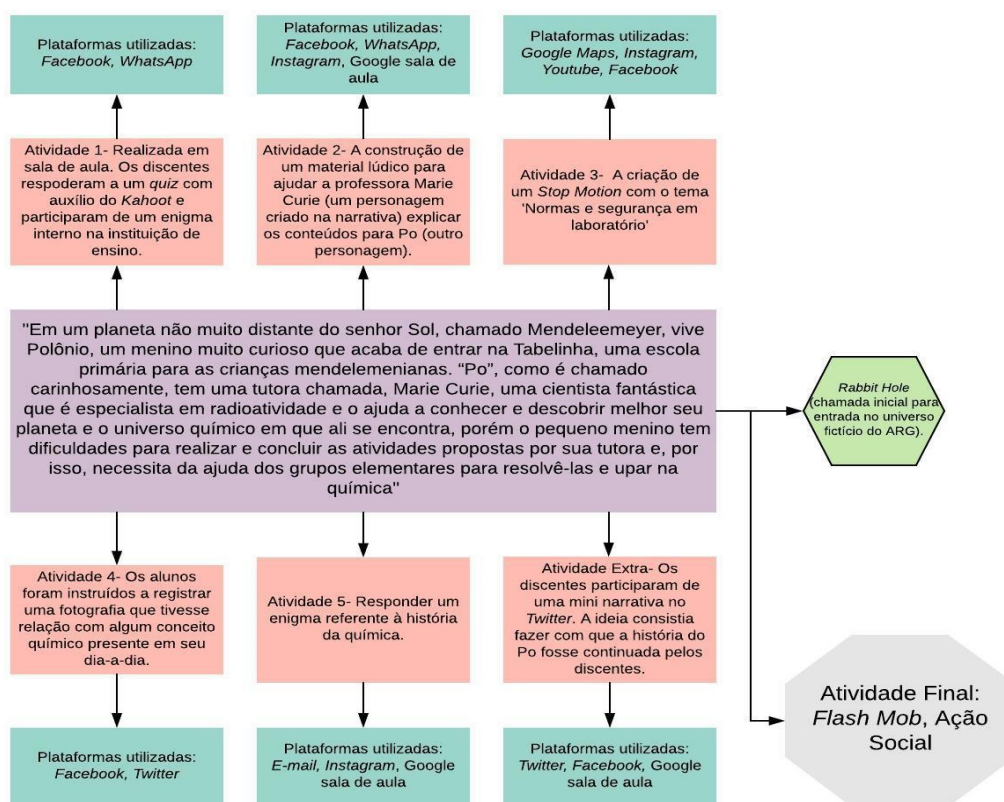 Plataformas utilizadas:
Facebook, WhatsApp
Plataformas utilizadas:
Facebook, WhatsApp,
Instagram, Google sala de
aula
Plataformas utilizadas:
Google Maps, Instagram,
Youtube, Facebook
Atividade 1- Realizada em
sala de aula. Os discentes
respoderam a um quiz com
auxílio do Kahoot e
participaram de um enigma
interno na instituição de
ensino.
Atividade 2- A construção de
um material lúdico para
ajudar a professora Marie
Curie (um personagem
criado na narrativa) explicar
os conteúdos para Po (outro
personagem).
Atividade 3- A criação de
um Stop Motion com o tema
'Normas e segurança em
laboratório'
"Em um planeta não muito distante do senhor Sol, chamado Mendeleemeyer, vive
Polônio, um menino muito curioso que acaba de entrar na Tabelinha, uma escola
primária para as crianças mendelemenianas. “Po”, como é chamado
carinhosamente, tem uma tutora chamada, Marie Curie, uma cientista fantástica
que é especialista em radioatividade e o ajuda a conhecer e descobrir melhor seu
planeta e o universo químico em que ali se encontra, porém o pequeno menino tem
dificuldades para realizar e concluir as atividades propostas por sua tutora e, por
isso, necessita da ajuda dos grupos elementares para resolvê-las e upar na
química"
Rabbit Hole
(chamada inicial para
entrada no universo
fictício do ARG).
Atividade 4- Os alunos
foram instruídos a registrar
uma fotografia que tivesse
relação com algum conceito
químico presente em seu
dia-a-dia.
Atividade 5- Responder um
enigma referente à história
da química.
Atividade Extra- Os
discentes participaram de
uma mini narrativa no
Twitter. A ideia consistia
fazer com que a história do
Po fosse continuada pelos
discentes.
Atividade Final:
Flash Mob, Ação
Social
Plataformas utilizadas:
Facebook, Twitter
Plataformas utilizadas:
E-mail, Instagram, Google
sala de aula
Plataformas utilizadas:
Twitter, Facebook, Google
sala de aula